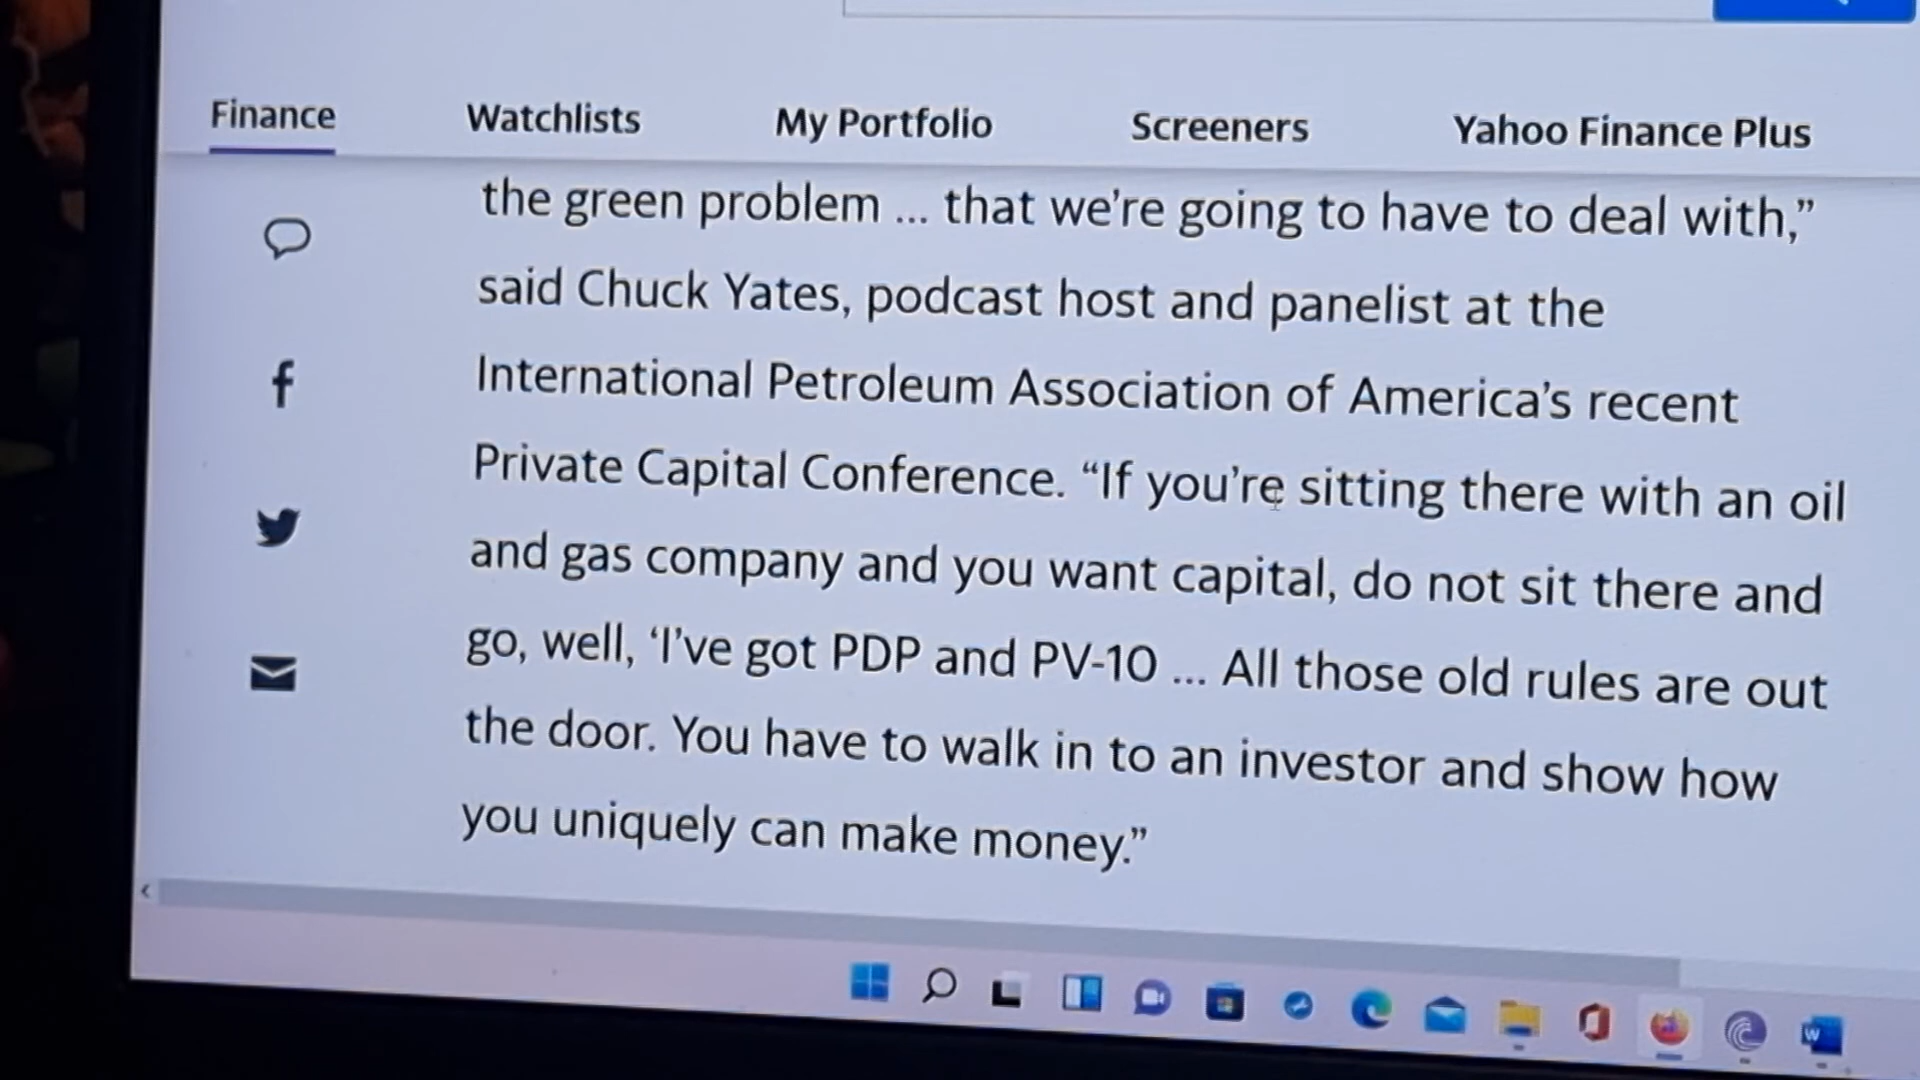 Finance Watchlists My Portfolio Screeners Yahoo Finance Plus
the green problem ... that we're going to have to deal with,”
said Chuck Yates, podcast host and panelist at the
International Petroleum Association of America’s recent
Private Capital Conference. “If you’re sitting there with an oil
and gas company and you want capital, do not sit there and
go, well, ‘I’ve got PDP and PV-10 ... All those old rules are out
the door. You have to walk in to an investor and show how
you uniquely can make money.”